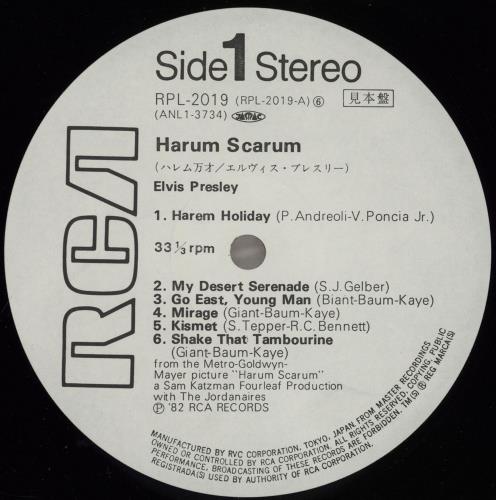 Side 1 Stereo
RPL-2019 (RPL-2019-A) ⑥ 見本盤
(ANL1-3734) JASRAC
Harum Scarum
(ハレム万才/エルヴィス・プレスリー)
Elvis Presley
1. Harem Holiday (P. Andreoli-V. Poncia Jr.)
33 1/3 rpm
2. My Desert Serenade (S.J. Gelber)
3. Go East, Young Man (Biant-Baum-Kaye)
4. Mirage (Giant-Baum-Kaye)
5. Kismet (S. Tepper-R.C. Bennett)
6. Shake That Tambourine
(Giant-Baum-Kaye)
from the Metro-Goldwyn-
Mayer picture "Harum Scarum"
a Sam Katzman Fourleaf Production
with The Jordanaires
Ⓟ '82 RCA RECORDS
RCA
MANUFACTURED BY RVC CORPORATION, TOKYO, JAPAN FROM MASTER RECORDINGS
OWNED OR CONTROLLED BY RCA CORPORATION. ALL RIGHTS RESERVED, COPYING, PUBLIC
PERFORMANCE, BROADCASTING OF THESE RECORDS ARE FORBIDDEN. TM(S) ® REG MARCA(S)
REGISTRADA(S) USED BY AUTHORITY OF RCA CORPORATION.